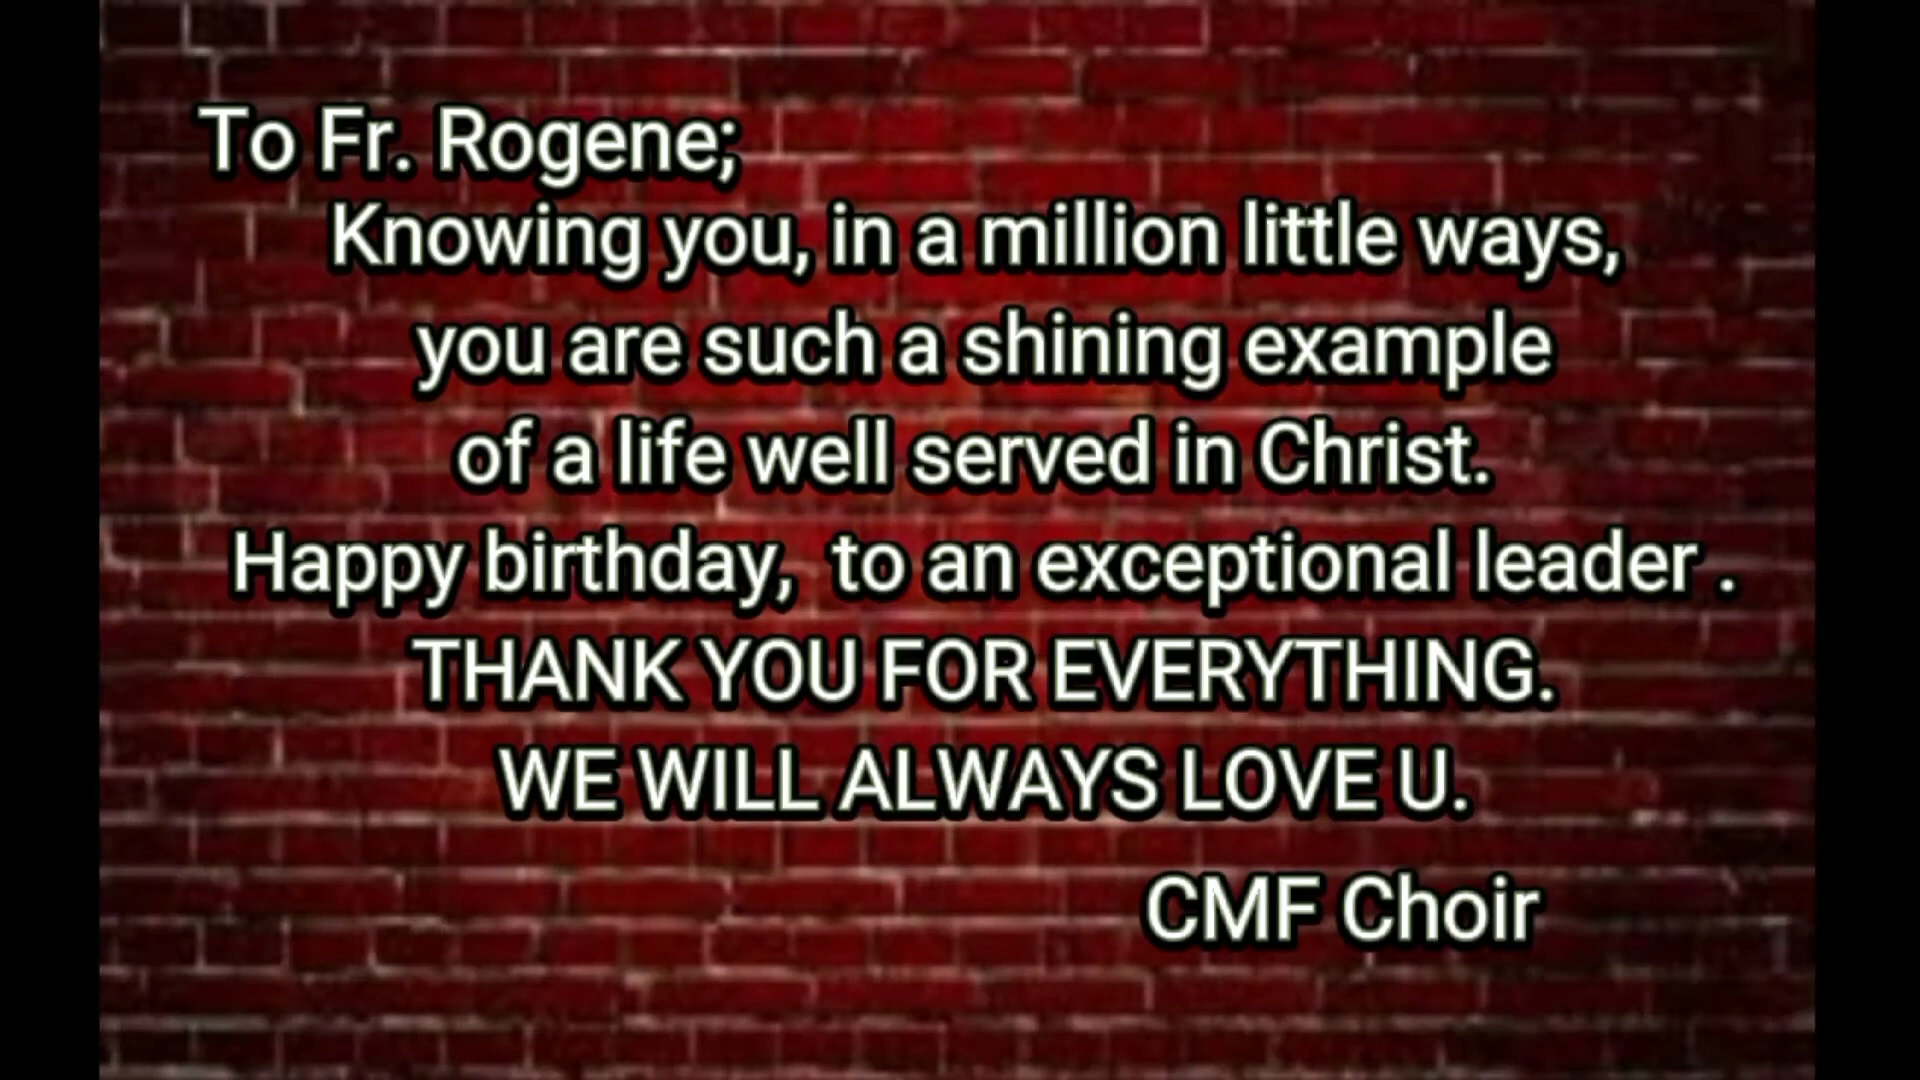 To Fr. Rogene;
Knowing you, in a million little ways,
you are such a shining example
of a life well served in Christ.
Happy birthday,  to an exceptional leader .
THANK YOU FOR EVERYTHING.
WE WILL ALWAYS LOVE U.
CMF Choir